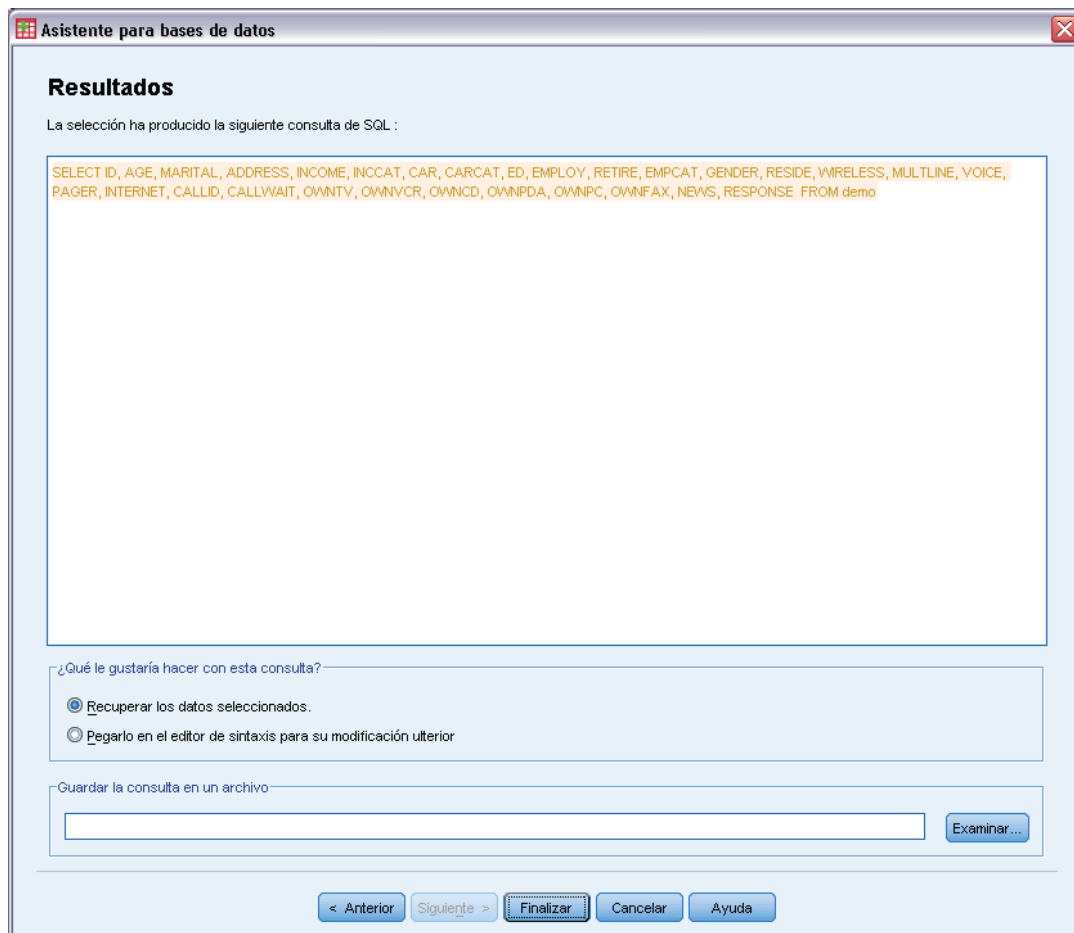 Asistente para bases de datos
Resultados
La selección ha producido la siguiente consulta de SQL :
SELECT ID, AGE, MARITAL, ADDRESS, INCOME, INCCAT, CAR, CARCAT, ED, EMPLOY, RETIRE, EMPCAT, GENDER, RESIDE, WIRELESS, MULTLINE, VOICE,
PAGER, INTERNET, CALLID, CALLWAIT, OWNTV, OWNVCR, OWNCD, OWNPDA, OWNPC, OWNFAX, NEWS, RESPONSE FROM demo
¿Qué le gustaría hacer con esta consulta?
Recuperar los datos seleccionados.
Pegarlo en el editor de sintaxis para su modificación ulterior
Guardar la consulta en un archivo
Examinar...
< Anterior Siguiente > Finalizar Cancelar Ayuda